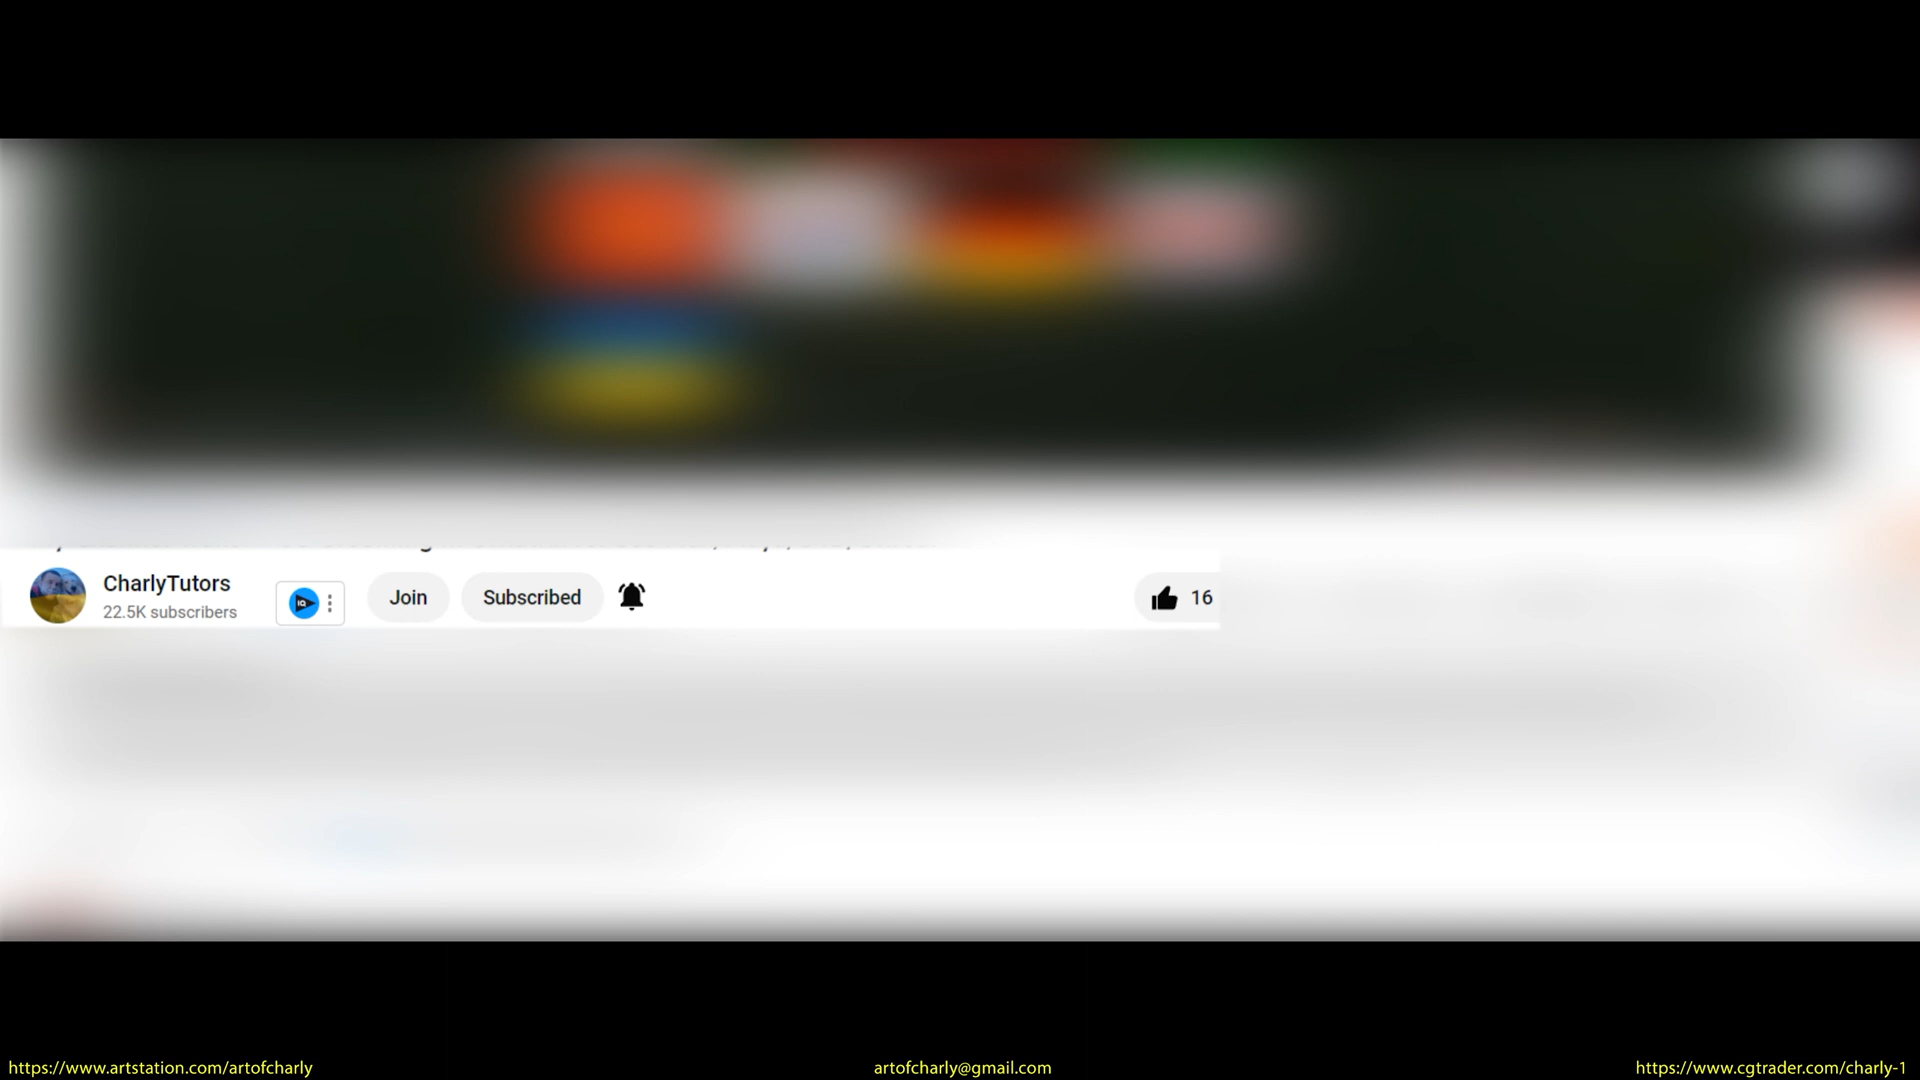 CharlyTutors
22.5K subscribers
IQ
Join
Subscribed
16
https://www.artstation.com/artofcharly
artofcharly@gmail.com
https://www.cgtrader.com/charly-1